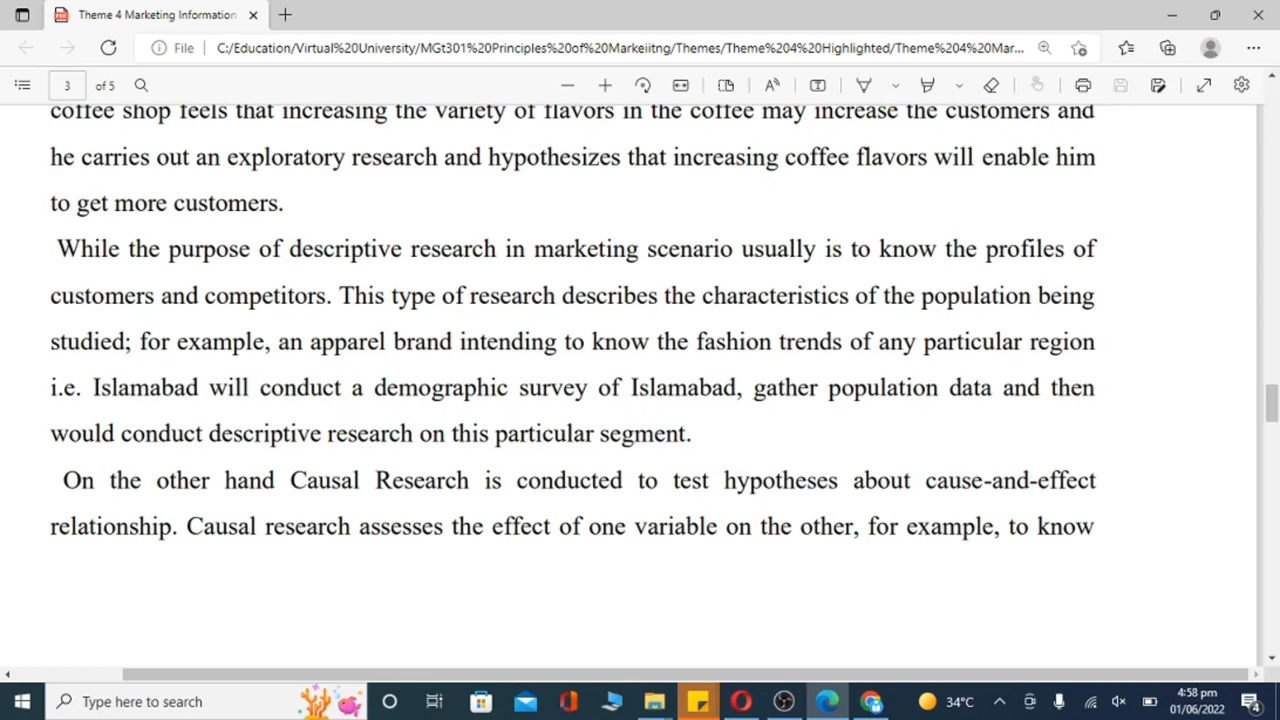 Theme 4 Marketing Information
File
C:/Education/Virtual%20University/MGt301%20Principles%20of%20Markeiitng/Themes/Theme%204%20Highlighted/Theme%204%20Mar...
3 of 5
coffee shop feels that increasing the variety of flavors in the coffee may increase the customers and
he carries out an exploratory research and hypothesizes that increasing coffee flavors will enable him
to get more customers.
While the purpose of descriptive research in marketing scenario usually is to know the profiles of
customers and competitors. This type of research describes the characteristics of the population being
studied; for example, an apparel brand intending to know the fashion trends of any particular region
i.e. Islamabad will conduct a demographic survey of Islamabad, gather population data and then
would conduct descriptive research on this particular segment.
On the other hand Causal Research is conducted to test hypotheses about cause-and-effect
relationship. Causal research assesses the effect of one variable on the other, for example, to know
Type here to search
34°C
4:58 pm
01/06/2022
4